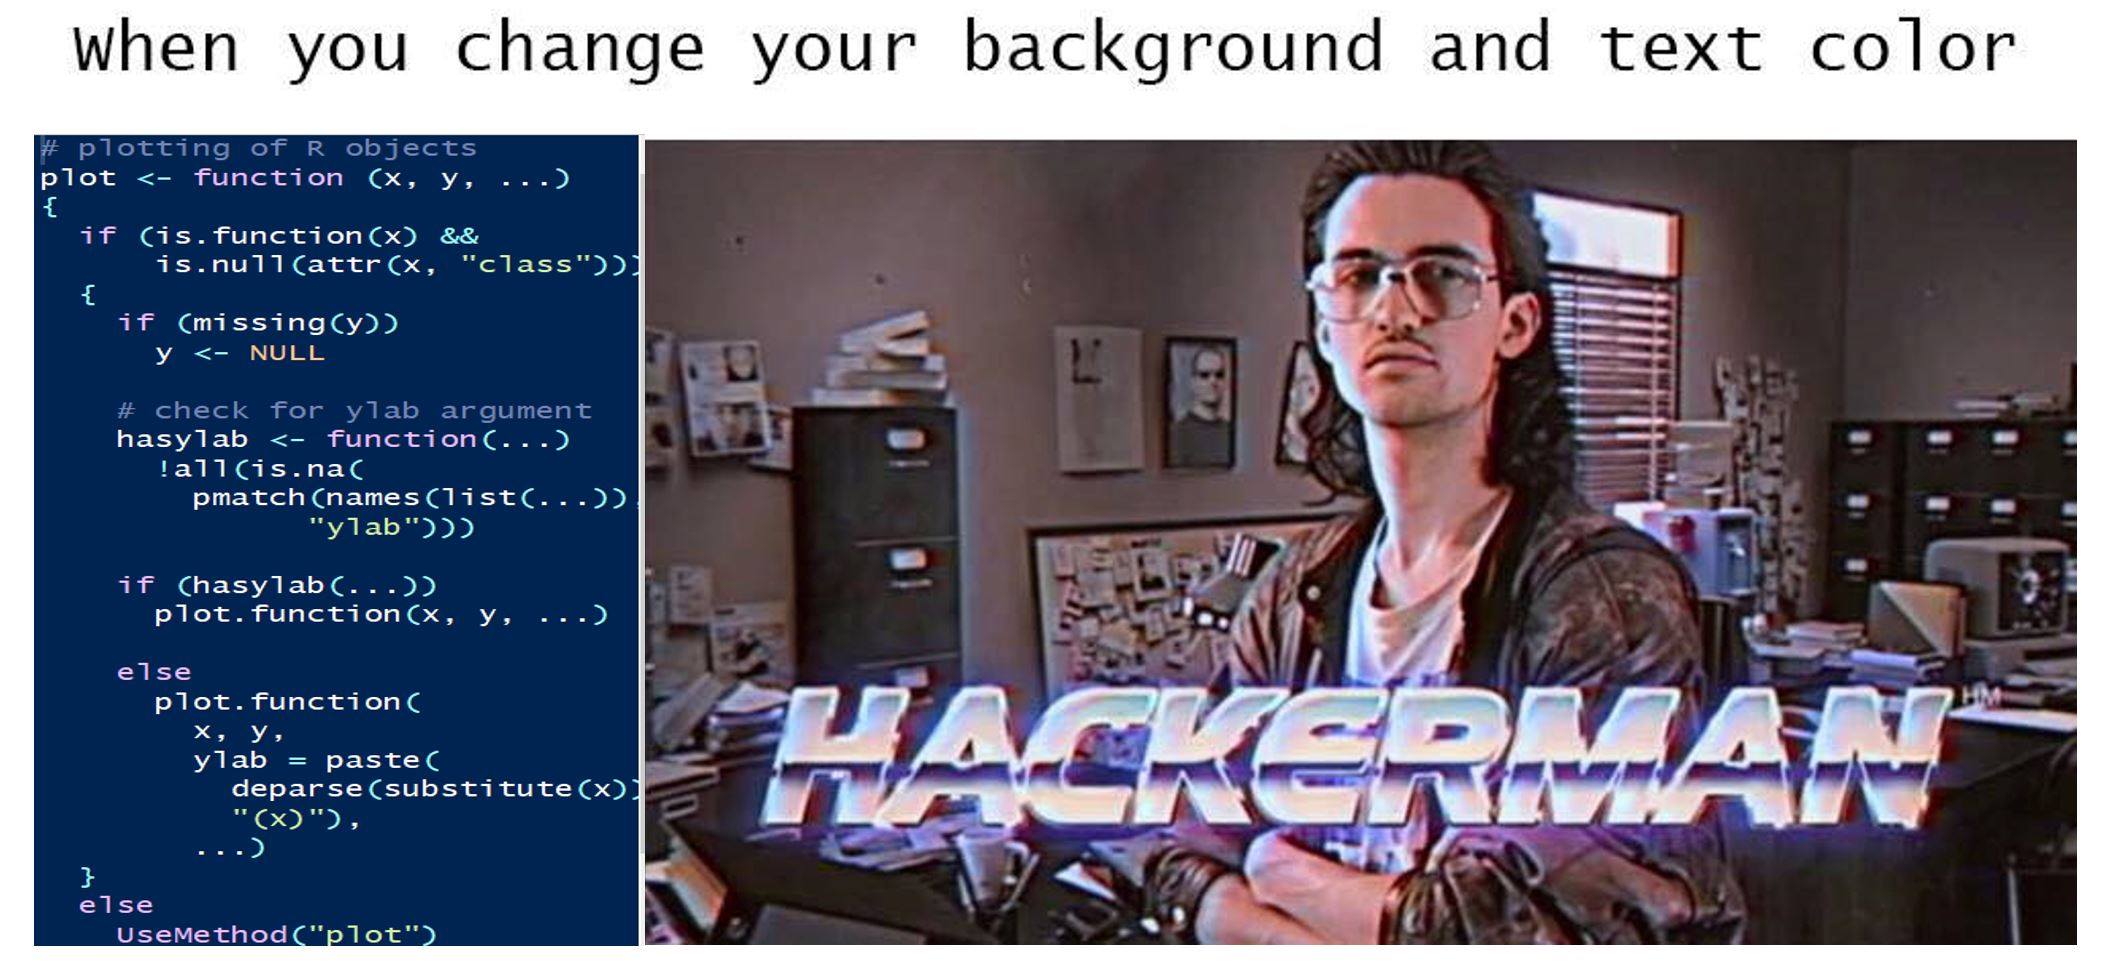 When you change your background and text color
# plotting of R objects
plot <- function (x, y, ...)
{
  if (is.function(x) &&
      is.null(attr(x, "class")))
  {
    if (missing(y))
      y <- NULL

    # check for ylab argument
    hasylab <- function(...)
      !all(is.na(
        pmatch(names(list(...)),
              "ylab")))

    if (hasylab(...))
      plot.function(x, y, ...)

    else
      plot.function(
        x, y,
        ylab = paste(
          deparse(substitute(x))
          "(x)"),
        ...)
  }
  else
    UseMethod("plot")
HACKERMAN
HM